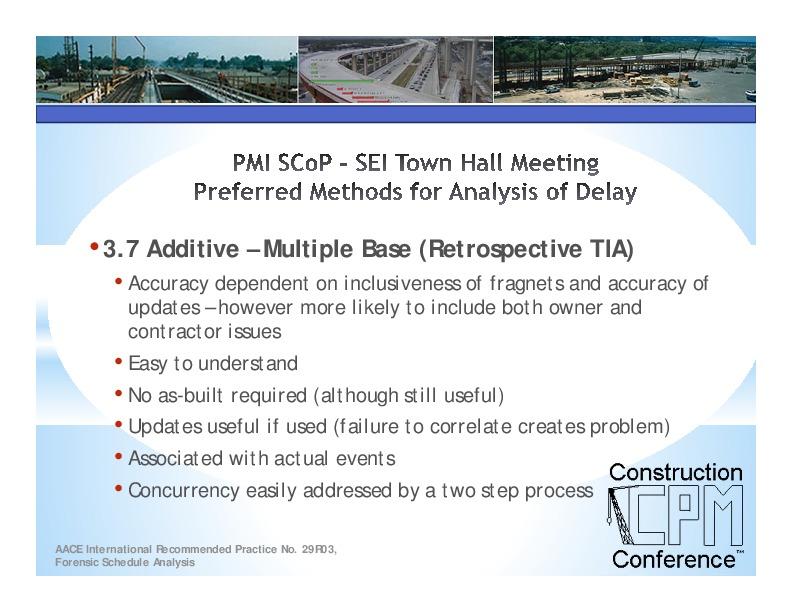 PMI SCoP – SEI Town Hall Meeting
Preferred Methods for Analysis of Delay
•3.7 Additive – Multiple Base (Retrospective TIA)
• Accuracy dependent on inclusiveness of fragnets and accuracy of
updates – however more likely to include both owner and
contractor issues
• Easy to understand
• No as-built required (although still useful)
• Updates useful if used (failure to correlate creates problem)
• Associated with actual events
• Concurrency easily addressed by a two step process
Construction
CPM
Conference™
AACE International Recommended Practice No. 29R03,
Forensic Schedule Analysis